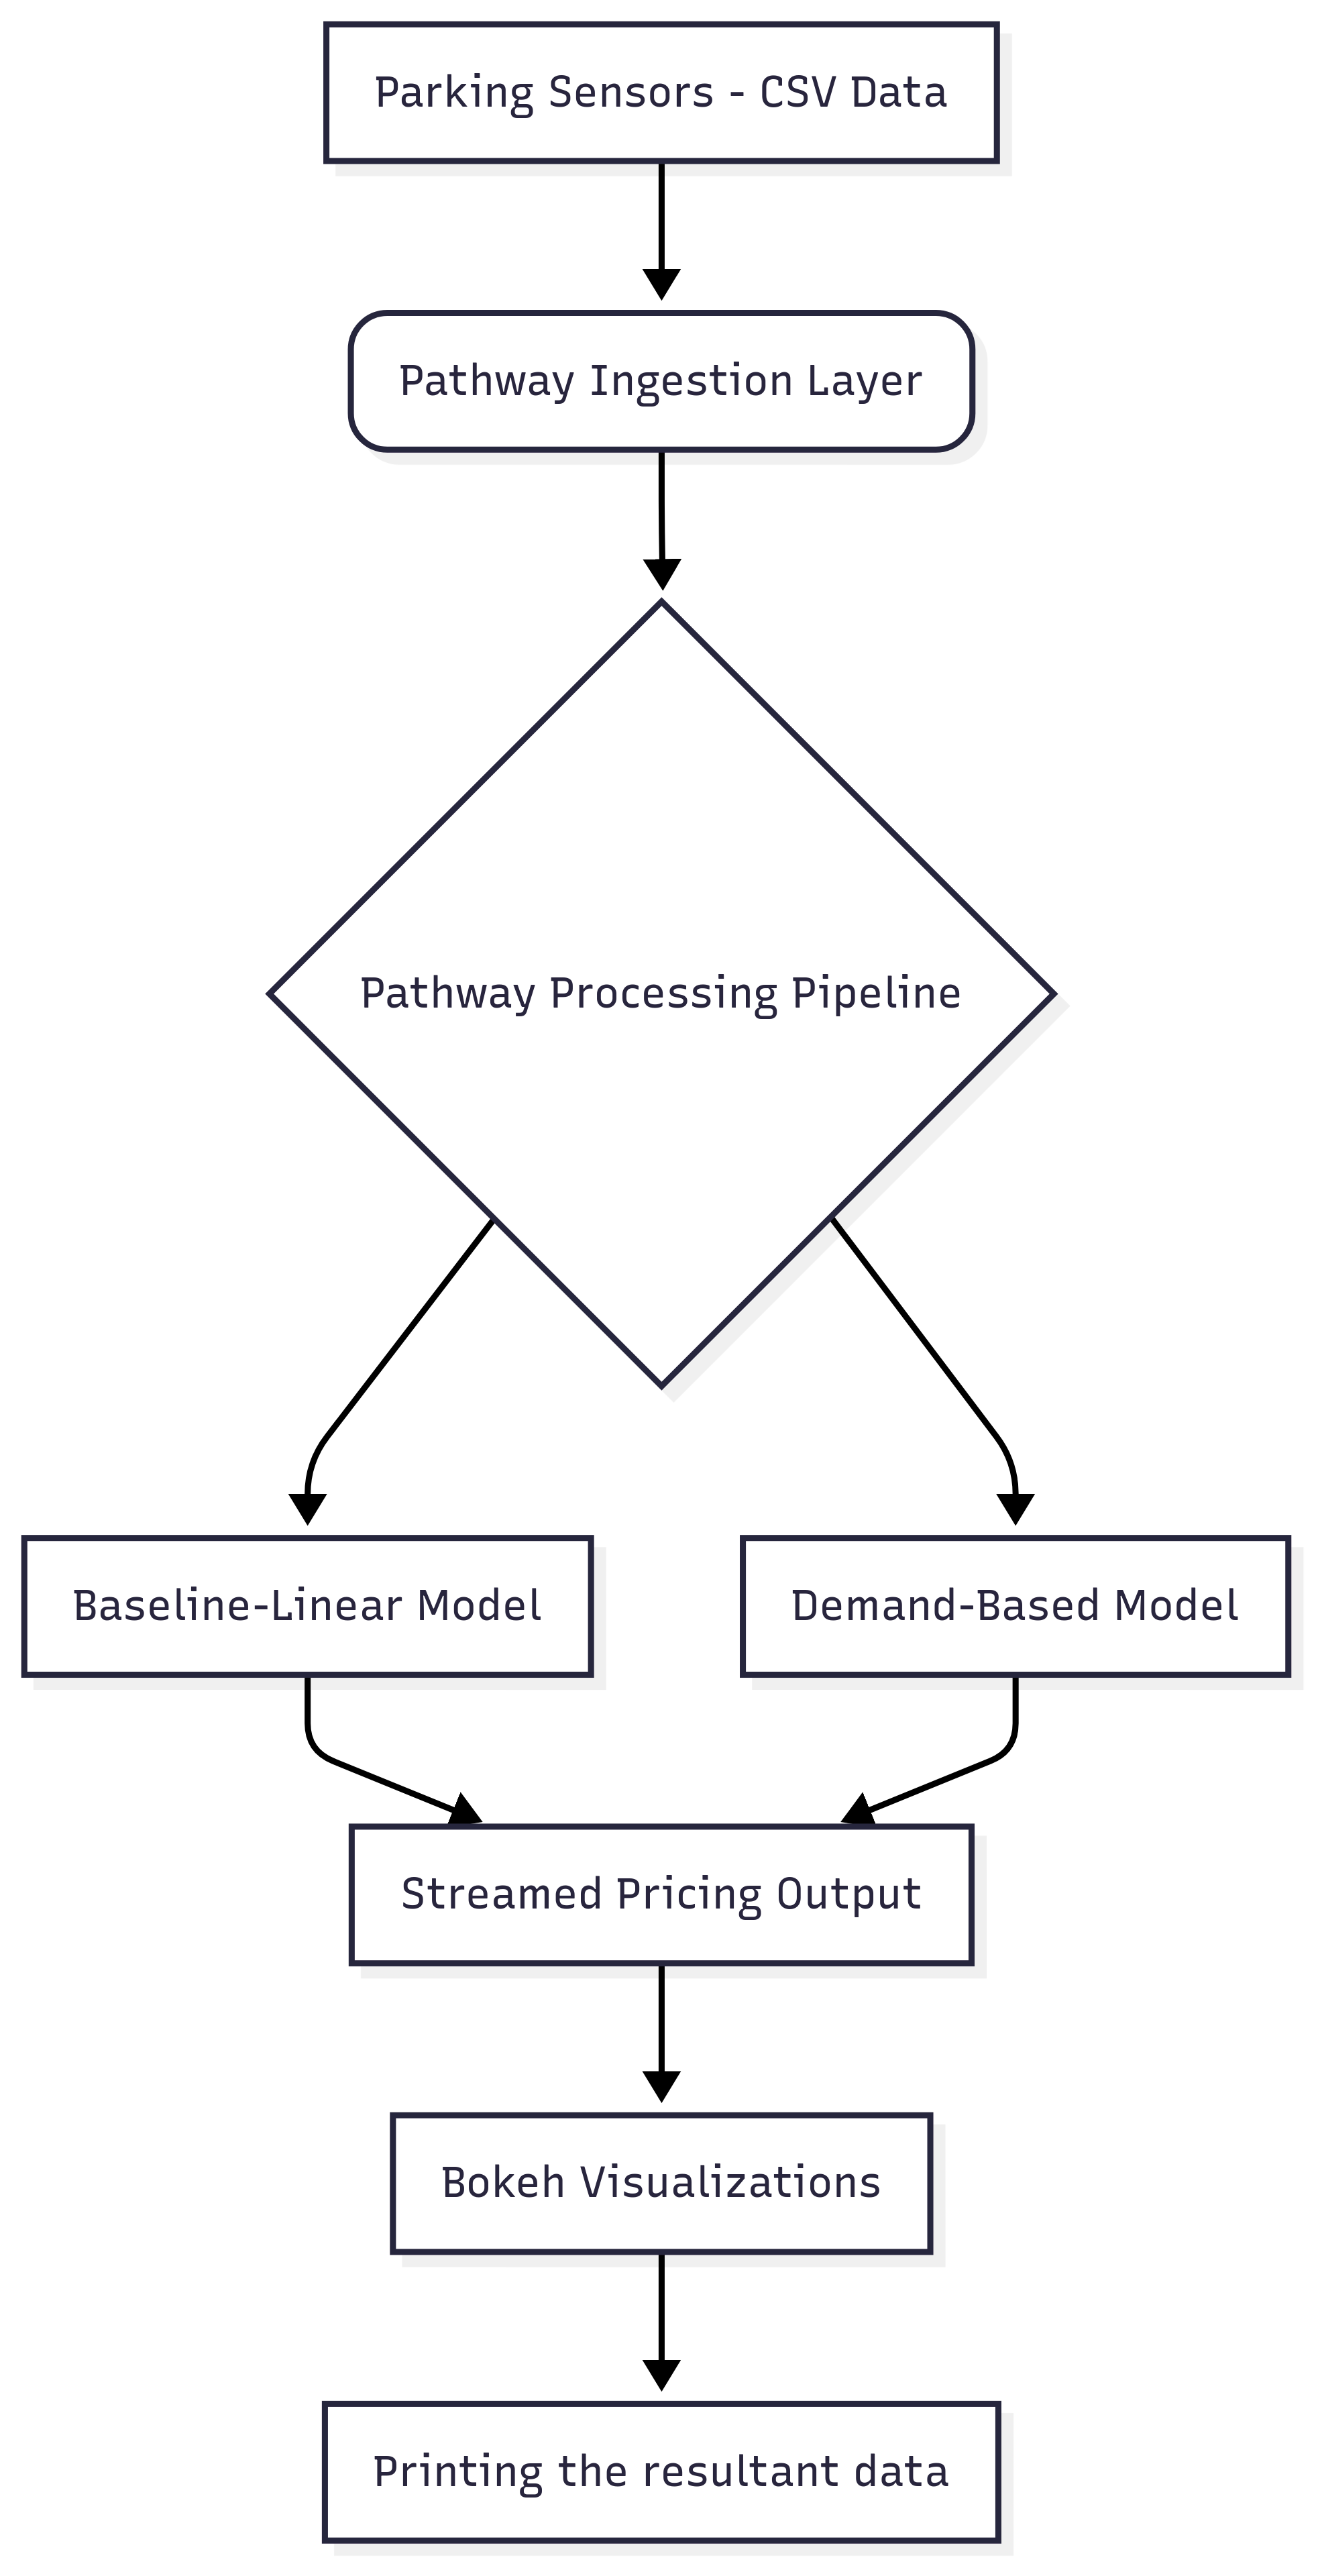 Parking Sensors - CSV Data
Pathway Ingestion Layer
Pathway Processing Pipeline
Baseline-Linear Model
Demand-Based Model
Streamed Pricing Output
Bokeh Visualizations
Printing the resultant data